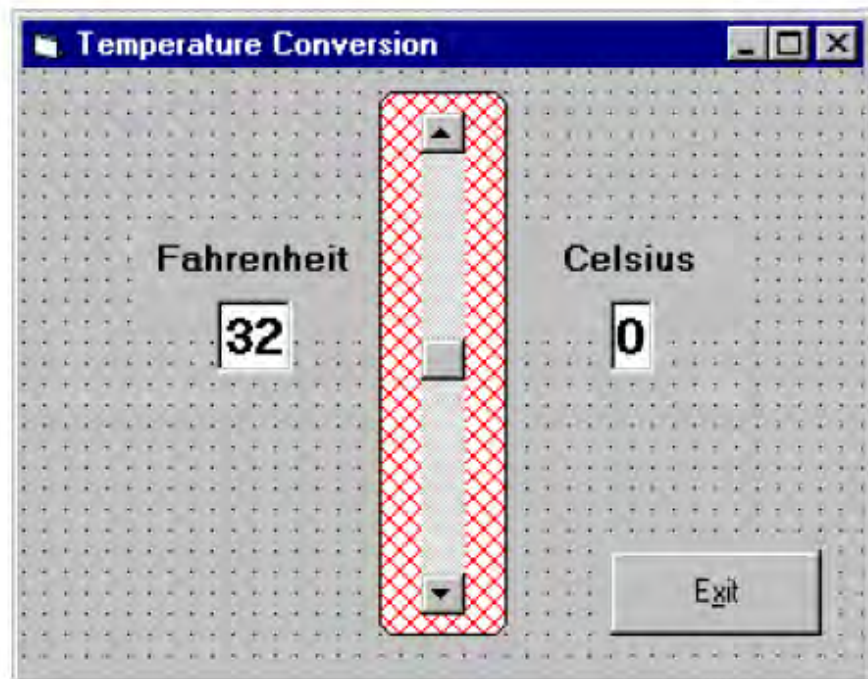 Temperature Conversion
Fahrenheit
Celsius
32
0
Exit